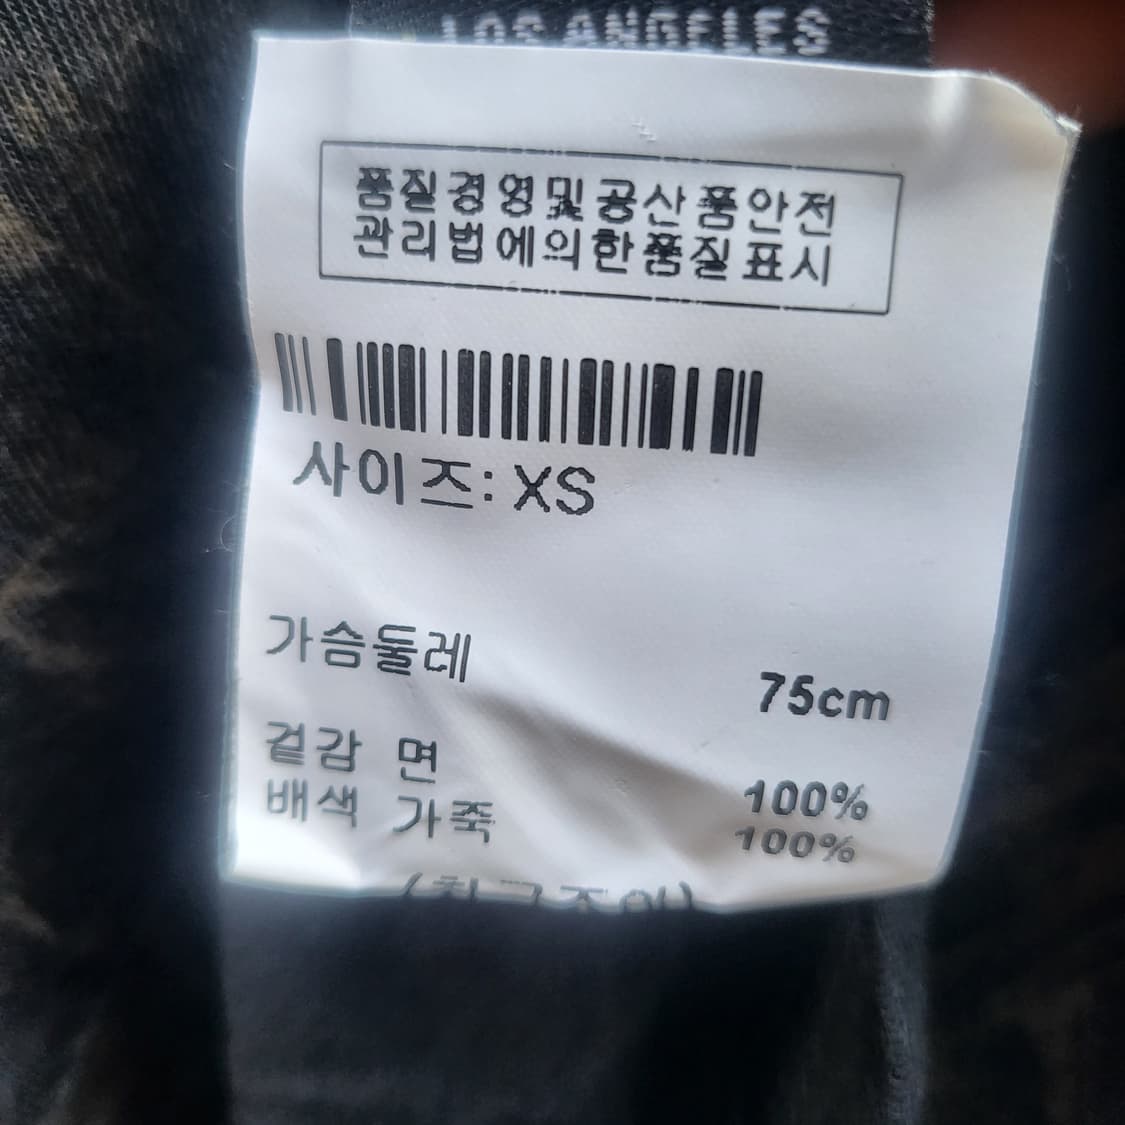 LOS ANGELES
품질경영및공산품안전
관리법에의한품질표시
사이즈: XS
가슴둘레 75cm
겉감 면 100%
배색 가죽 100%